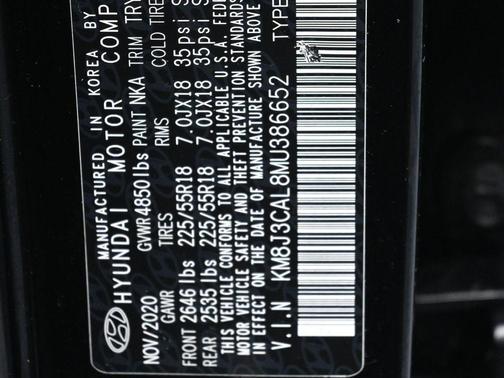 MANUFACTURED IN KOREA BY
HYUNDAI MOTOR COMP
NOV/2020 GVWR 4850 lbs PAINT NKA TRIM TRY
GAWR TIRES RIMS COLD TIRE
FRONT 2646 lbs 225/55R18 7.0JX18 35psi S
REAR 2535 lbs 225/55R18 7.0JX18 35psi S
THIS VEHICLE CONFORMS TO ALL APPLICABLE U.S.A. FEDE
MOTOR VEHICLE SAFETY AND THEFT PREVENTION STANDARDS
IN EFFECT ON THE DATE OF MANUFACTURE SHOWN ABOVE
V.I.N KM8J3CAL8MU386652 TYPE